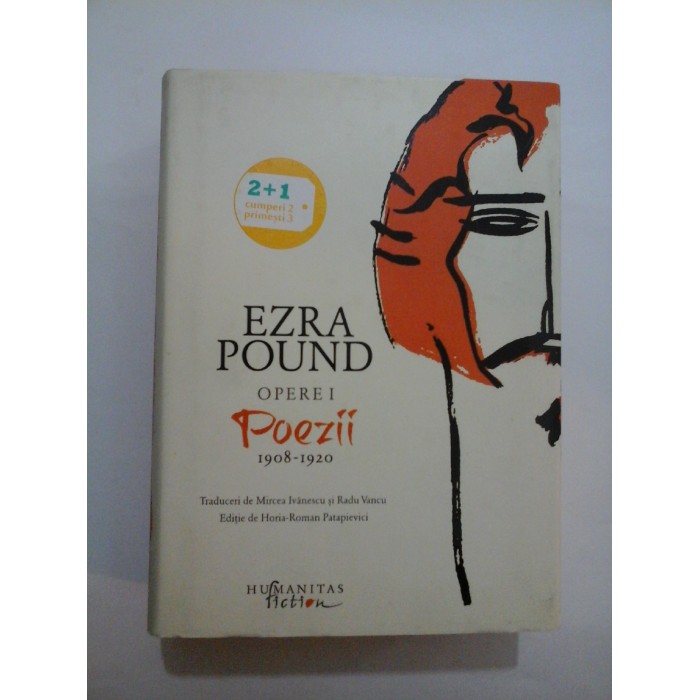 2+1
cumperi 2
primești 3
EZRA
POUND
OPERE I
Poezii
1908-1920
Traduceri de Mircea Ivănescu și Radu Vancu
Ediție de Horia-Roman Patapievici
HUMANITAS
fiction